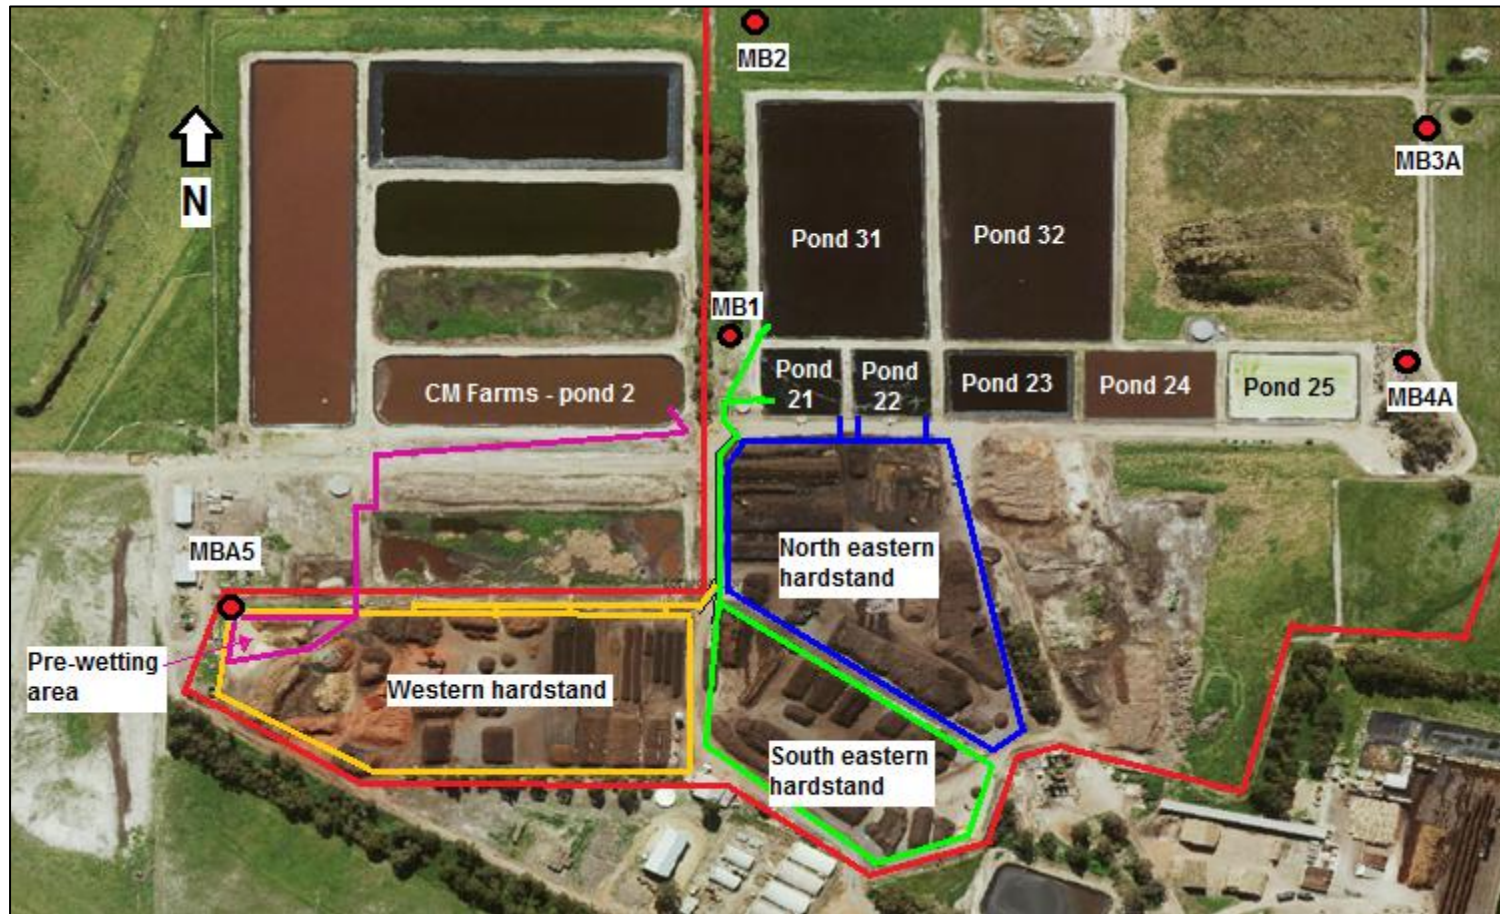 MB2
MB3A
N
Pond 31
Pond 32
MB1
CM Farms - pond 2
Pond
21
Pond
22
Pond 23
Pond 24
Pond 25
MB4A
MBA5
North eastern
hardstand
Pre-wetting
area
Western hardstand
South eastern
hardstand